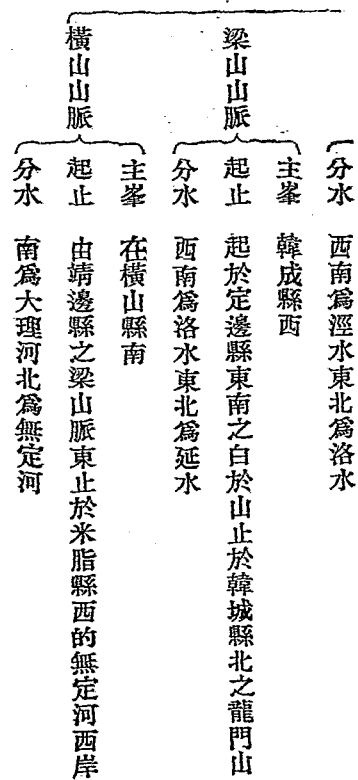 分水　西南爲涇水東北爲洛水
梁山山脈
主峯　韓成縣西
起止　起於定邊縣東南之白於山止於韓城縣北之龍門山
分水　西南爲洛水東北爲延水
橫山山脈
主峯　在橫山縣南
起止　由靖邊縣之梁山脈東止於米脂縣西的無定河西岸
分水　南爲大理河北爲無定河